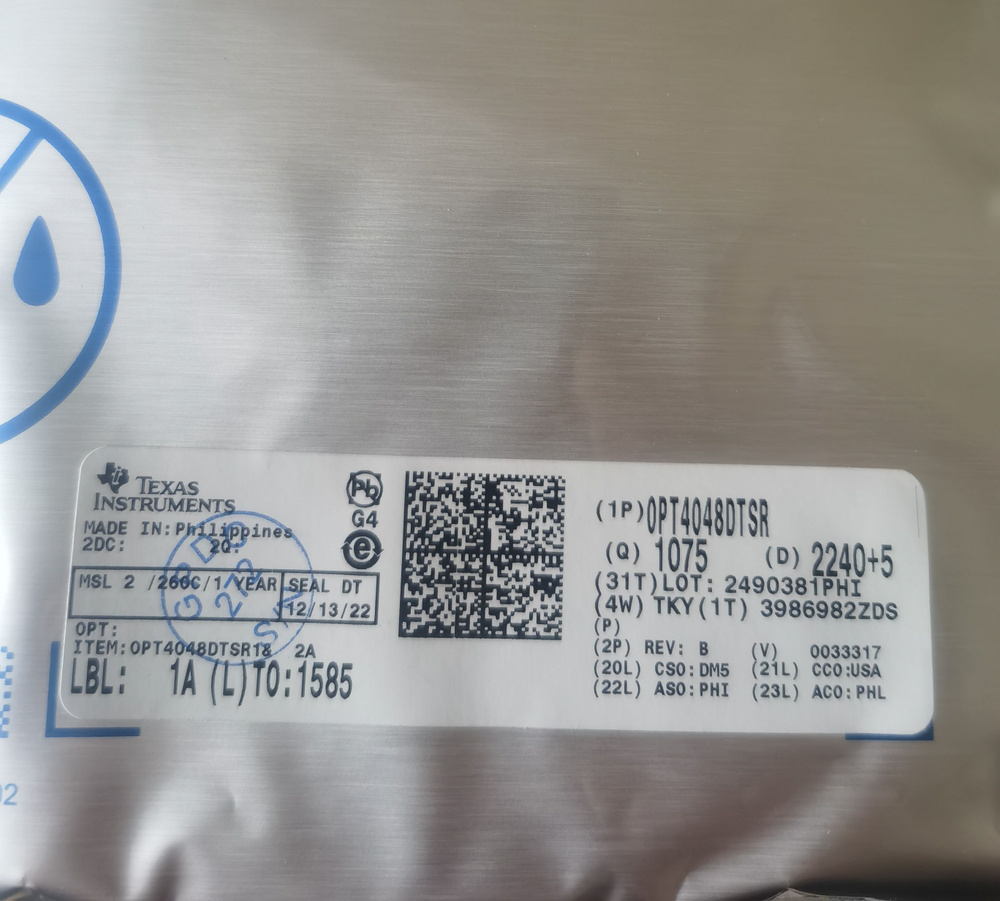 TEXAS
INSTRUMENTS
MADE IN:Philippines
2DC: 20:
MSL 2 /260C/1 YEAR
SEAL DT
12/13/22
OPT:
ITEM:OPT4048DTSR18 2A
LBL: 1A (L)TO:1585
Pb
G4
e
(1P)OPT4048DTSR
(Q) 1075 (D) 2240+5
(31T)LOT: 2490381PHI
(4W) TKY(1T) 3986982ZDS
(P)
(2P) REV: B (V) 0033317
(20L) CSO:DM5 (21L) CCO:USA
(22L) ASO:PHI (23L) ACO:PHL